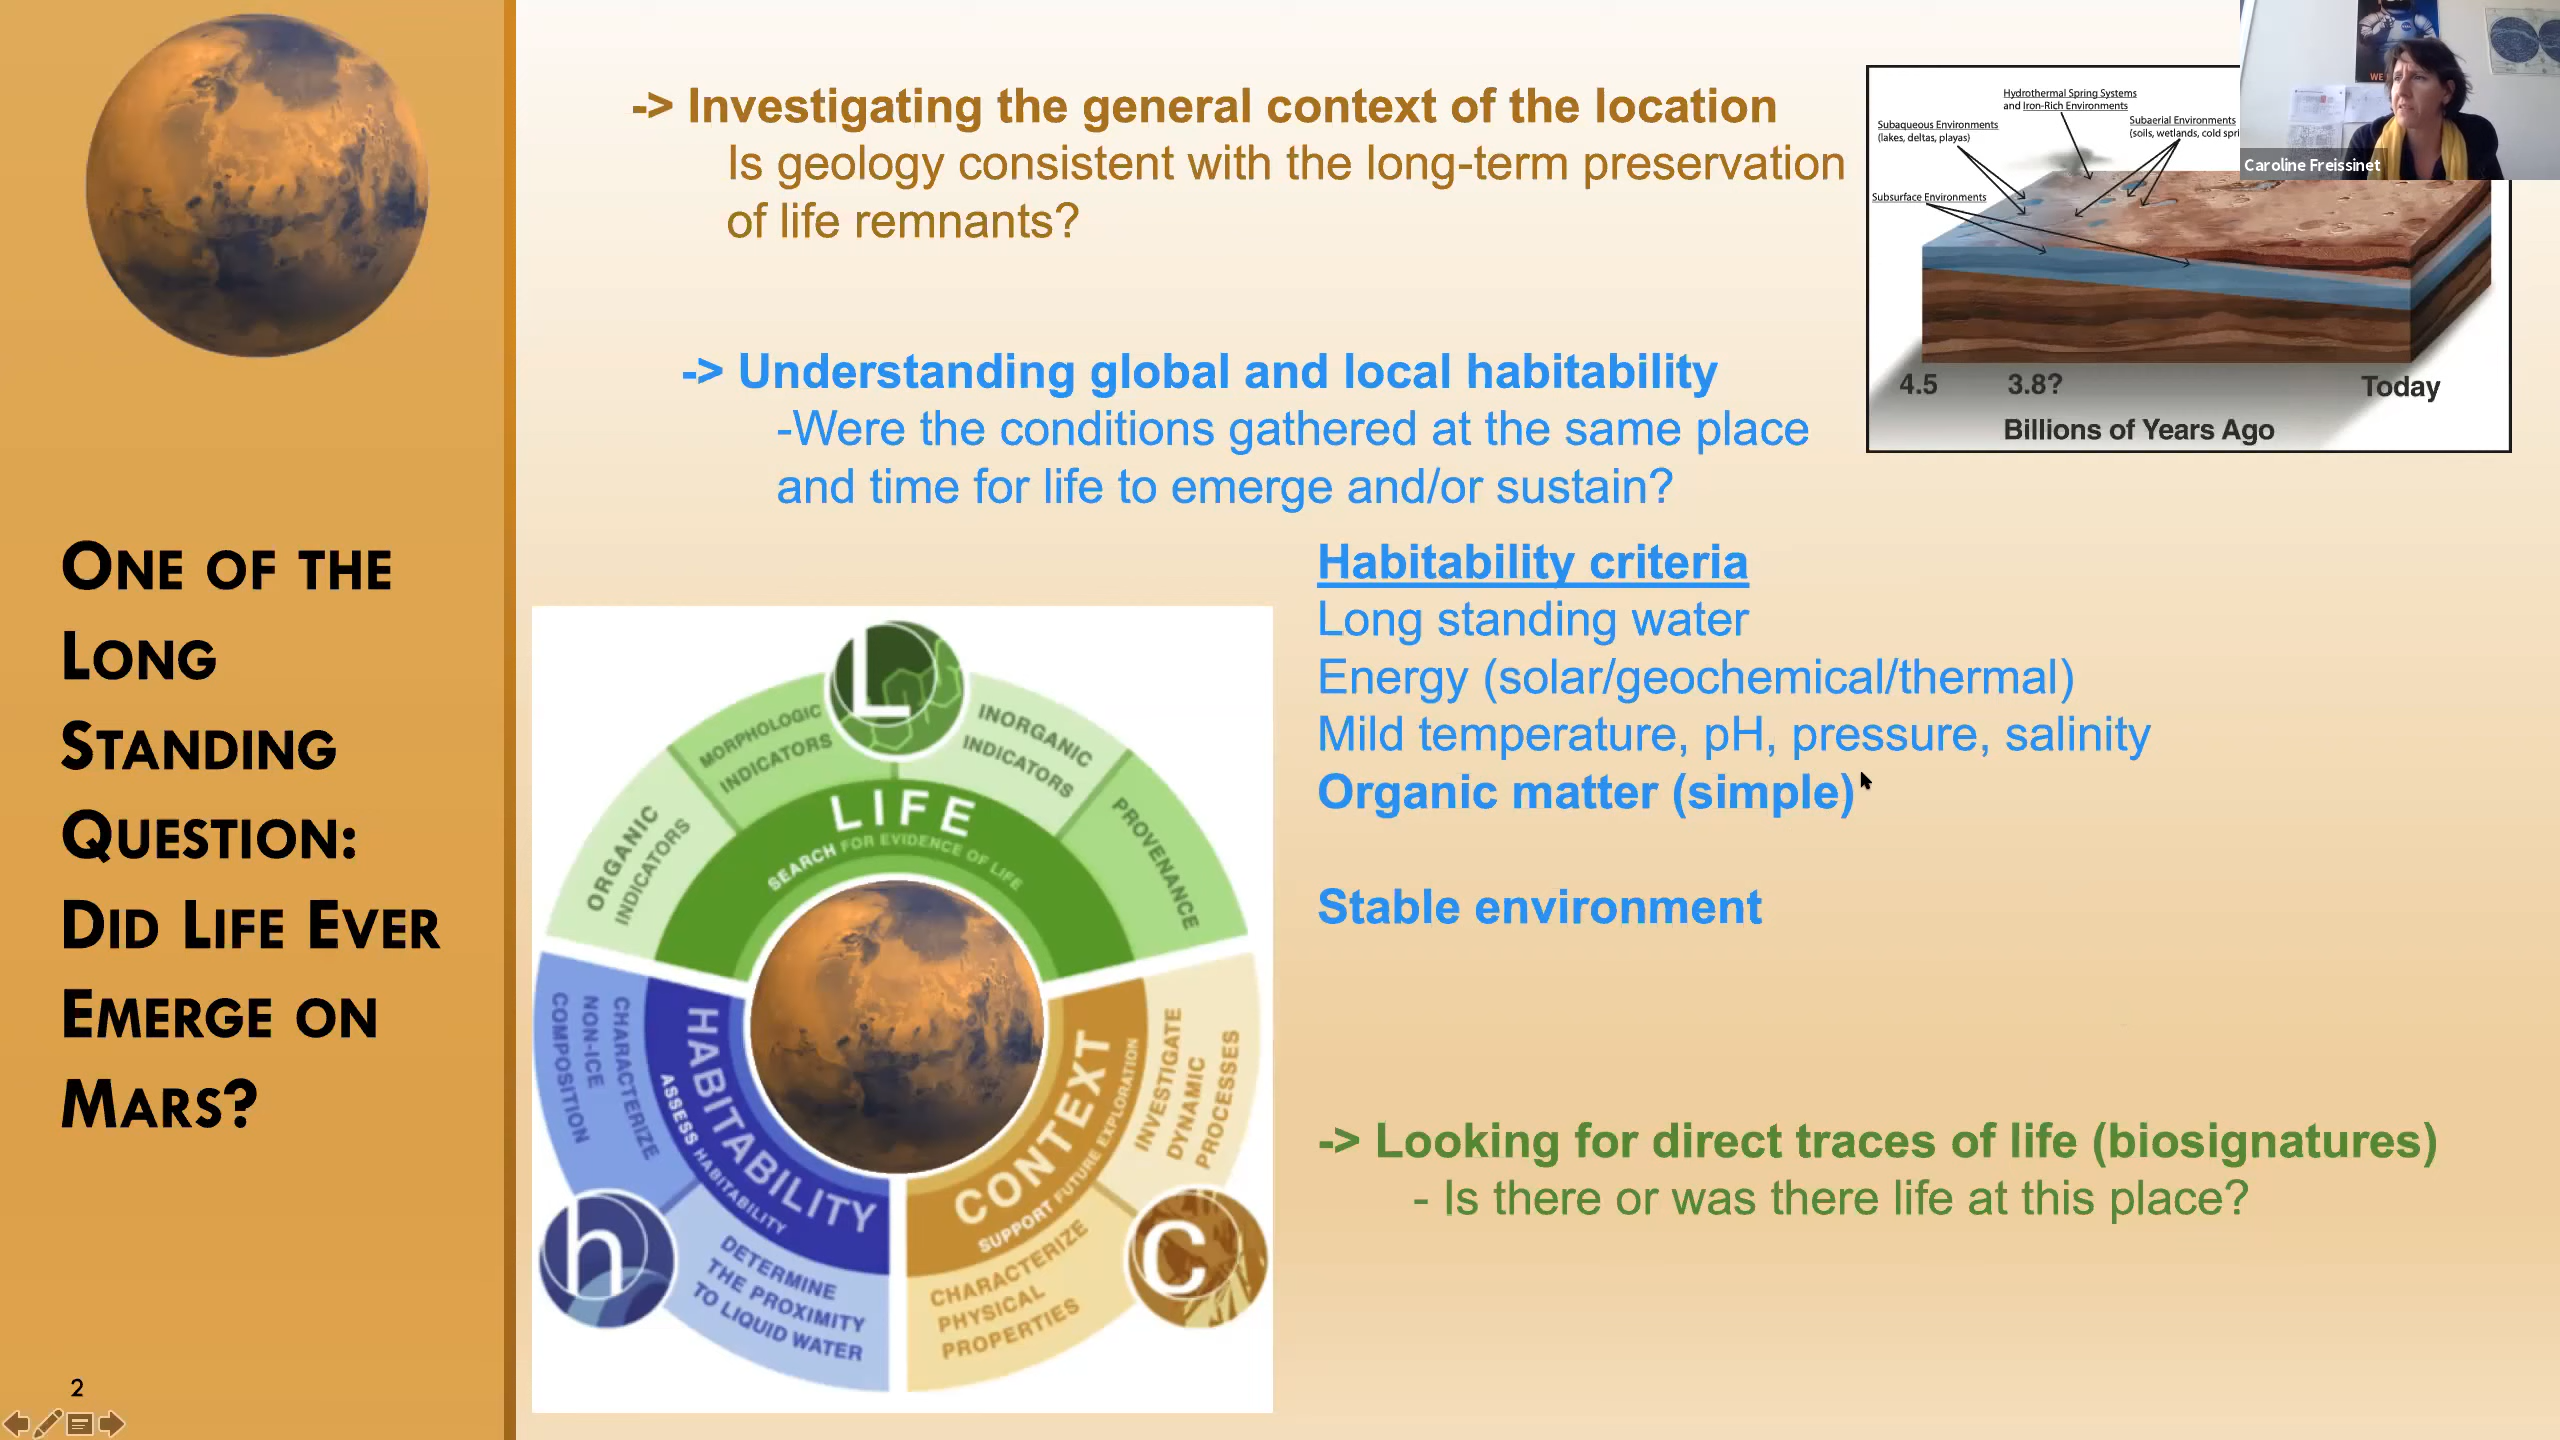 One of the
Long
Standing
Question:
Did Life Ever
Emerge on
Mars?
2
-> Investigating the general context of the location
Is geology consistent with the long-term preservation
of life remnants?
-> Understanding global and local habitability
-Were the conditions gathered at the same place
and time for life to emerge and/or sustain?
Habitability criteria
Long standing water
Energy (solar/geochemical/thermal)
Mild temperature, pH, pressure, salinity
Organic matter (simple)
Stable environment
-> Looking for direct traces of life (biosignatures)
- Is there or was there life at this place?
Hydrothermal Spring Systems
and Iron-Rich Environments
Subaqueous Environments
(lakes, deltas, playas)
Subaerial Environments
(soils, wetlands, cold spri
Subsurface Environments
4.5 3.8? Today
Billions of Years Ago
WE
Caroline Freissinet
L
ORGANIC
INDICATORS
MORPHOLOGIC
INDICATORS
INORGANIC
INDICATORS
PROVENANCE
LIFE
SEARCH FOR EVIDENCE OF LIFE
HABITABILITY
ASSESS HABITABILITY
CHARACTERIZE
NON-ICE
COMPOSITION
h
DETERMINE
THE PROXIMITY
TO LIQUID WATER
CONTEXT
SUPPORT FUTURE EXPLORATION
INVESTIGATE
DYNAMIC
PROCESSES
CHARACTERIZE
PHYSICAL
PROPERTIES
C